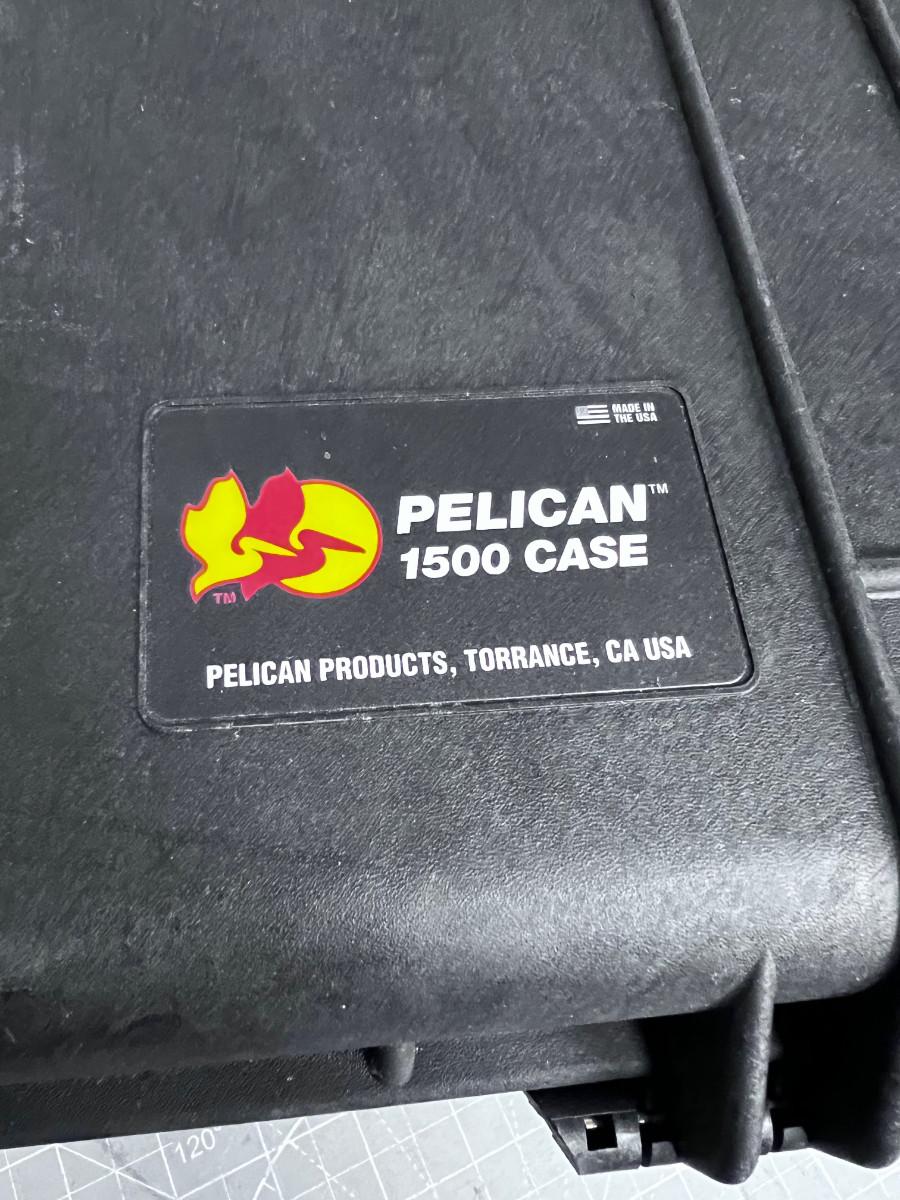 MADE IN
THE USA
PELICAN™
1500 CASE
TM
PELICAN PRODUCTS, TORRANCE, CA USA
120°